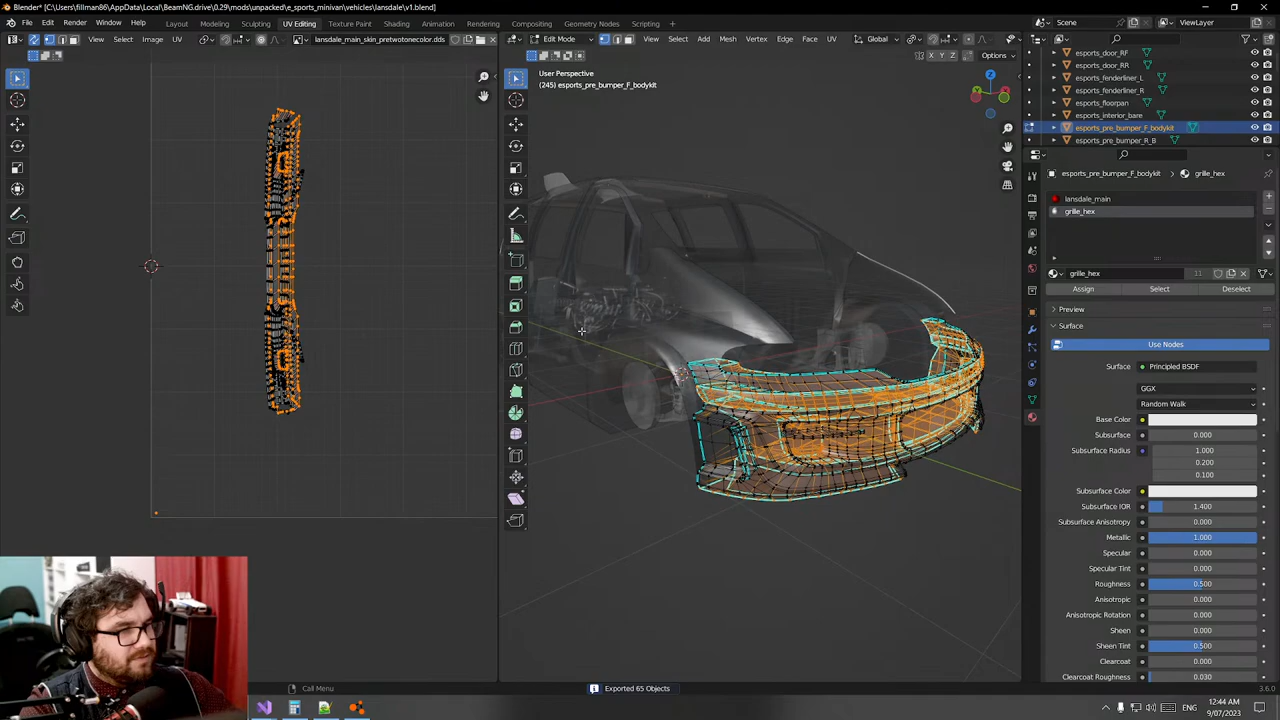 Blender* [C:\Users\fillman86\AppData\Local\BeamNG.drive\0.29\mods\unpacked\e_sports_minivan\vehicles\lansdale\v1.blend]
File Edit Render Window Help Layout Modeling Sculpting UV Editing Texture Paint Shading Animation Rendering Compositing Geometry Nodes Scripting Scene ViewLayer
View Select Image UV lansdale_main_skin_pretwotonecolor.dds Edit Mode View Select Add Mesh Vertex Edge Face UV Global
X Y Z Options
User Perspective
(245) esports_pre_bumper_F_bodykit
esports_door_RF
esports_door_RR
esports_fenderliner_L
esports_fenderliner_R
esports_floorpan
esports_interior_bare
esports_pre_bumper_F_bodykit
esports_pre_bumper_R_B
esports_pre_bumper_F_bodykit grille_hex
lansdale_main
grille_hex
grille_hex 11
Assign Select Deselect
Preview
Surface
Use Nodes
Surface Principled BSDF
GGX
Random Walk
Base Color
Subsurface 0.000
Subsurface Radius 1.000
0.200
0.100
Subsurface Color
Subsurface IOR 1.400
Subsurface Anisotropy 0.000
Metallic 1.000
Specular 0.000
Specular Tint 0.000
Roughness 0.500
Anisotropic 0.000
Anisotropic Rotation 0.000
Sheen 0.000
Sheen Tint 0.500
Clearcoat 0.000
Clearcoat Roughness 0.030
Call Menu Exported 65 Objects 3.6.0
12:44 AM
ENG
9/07/2023